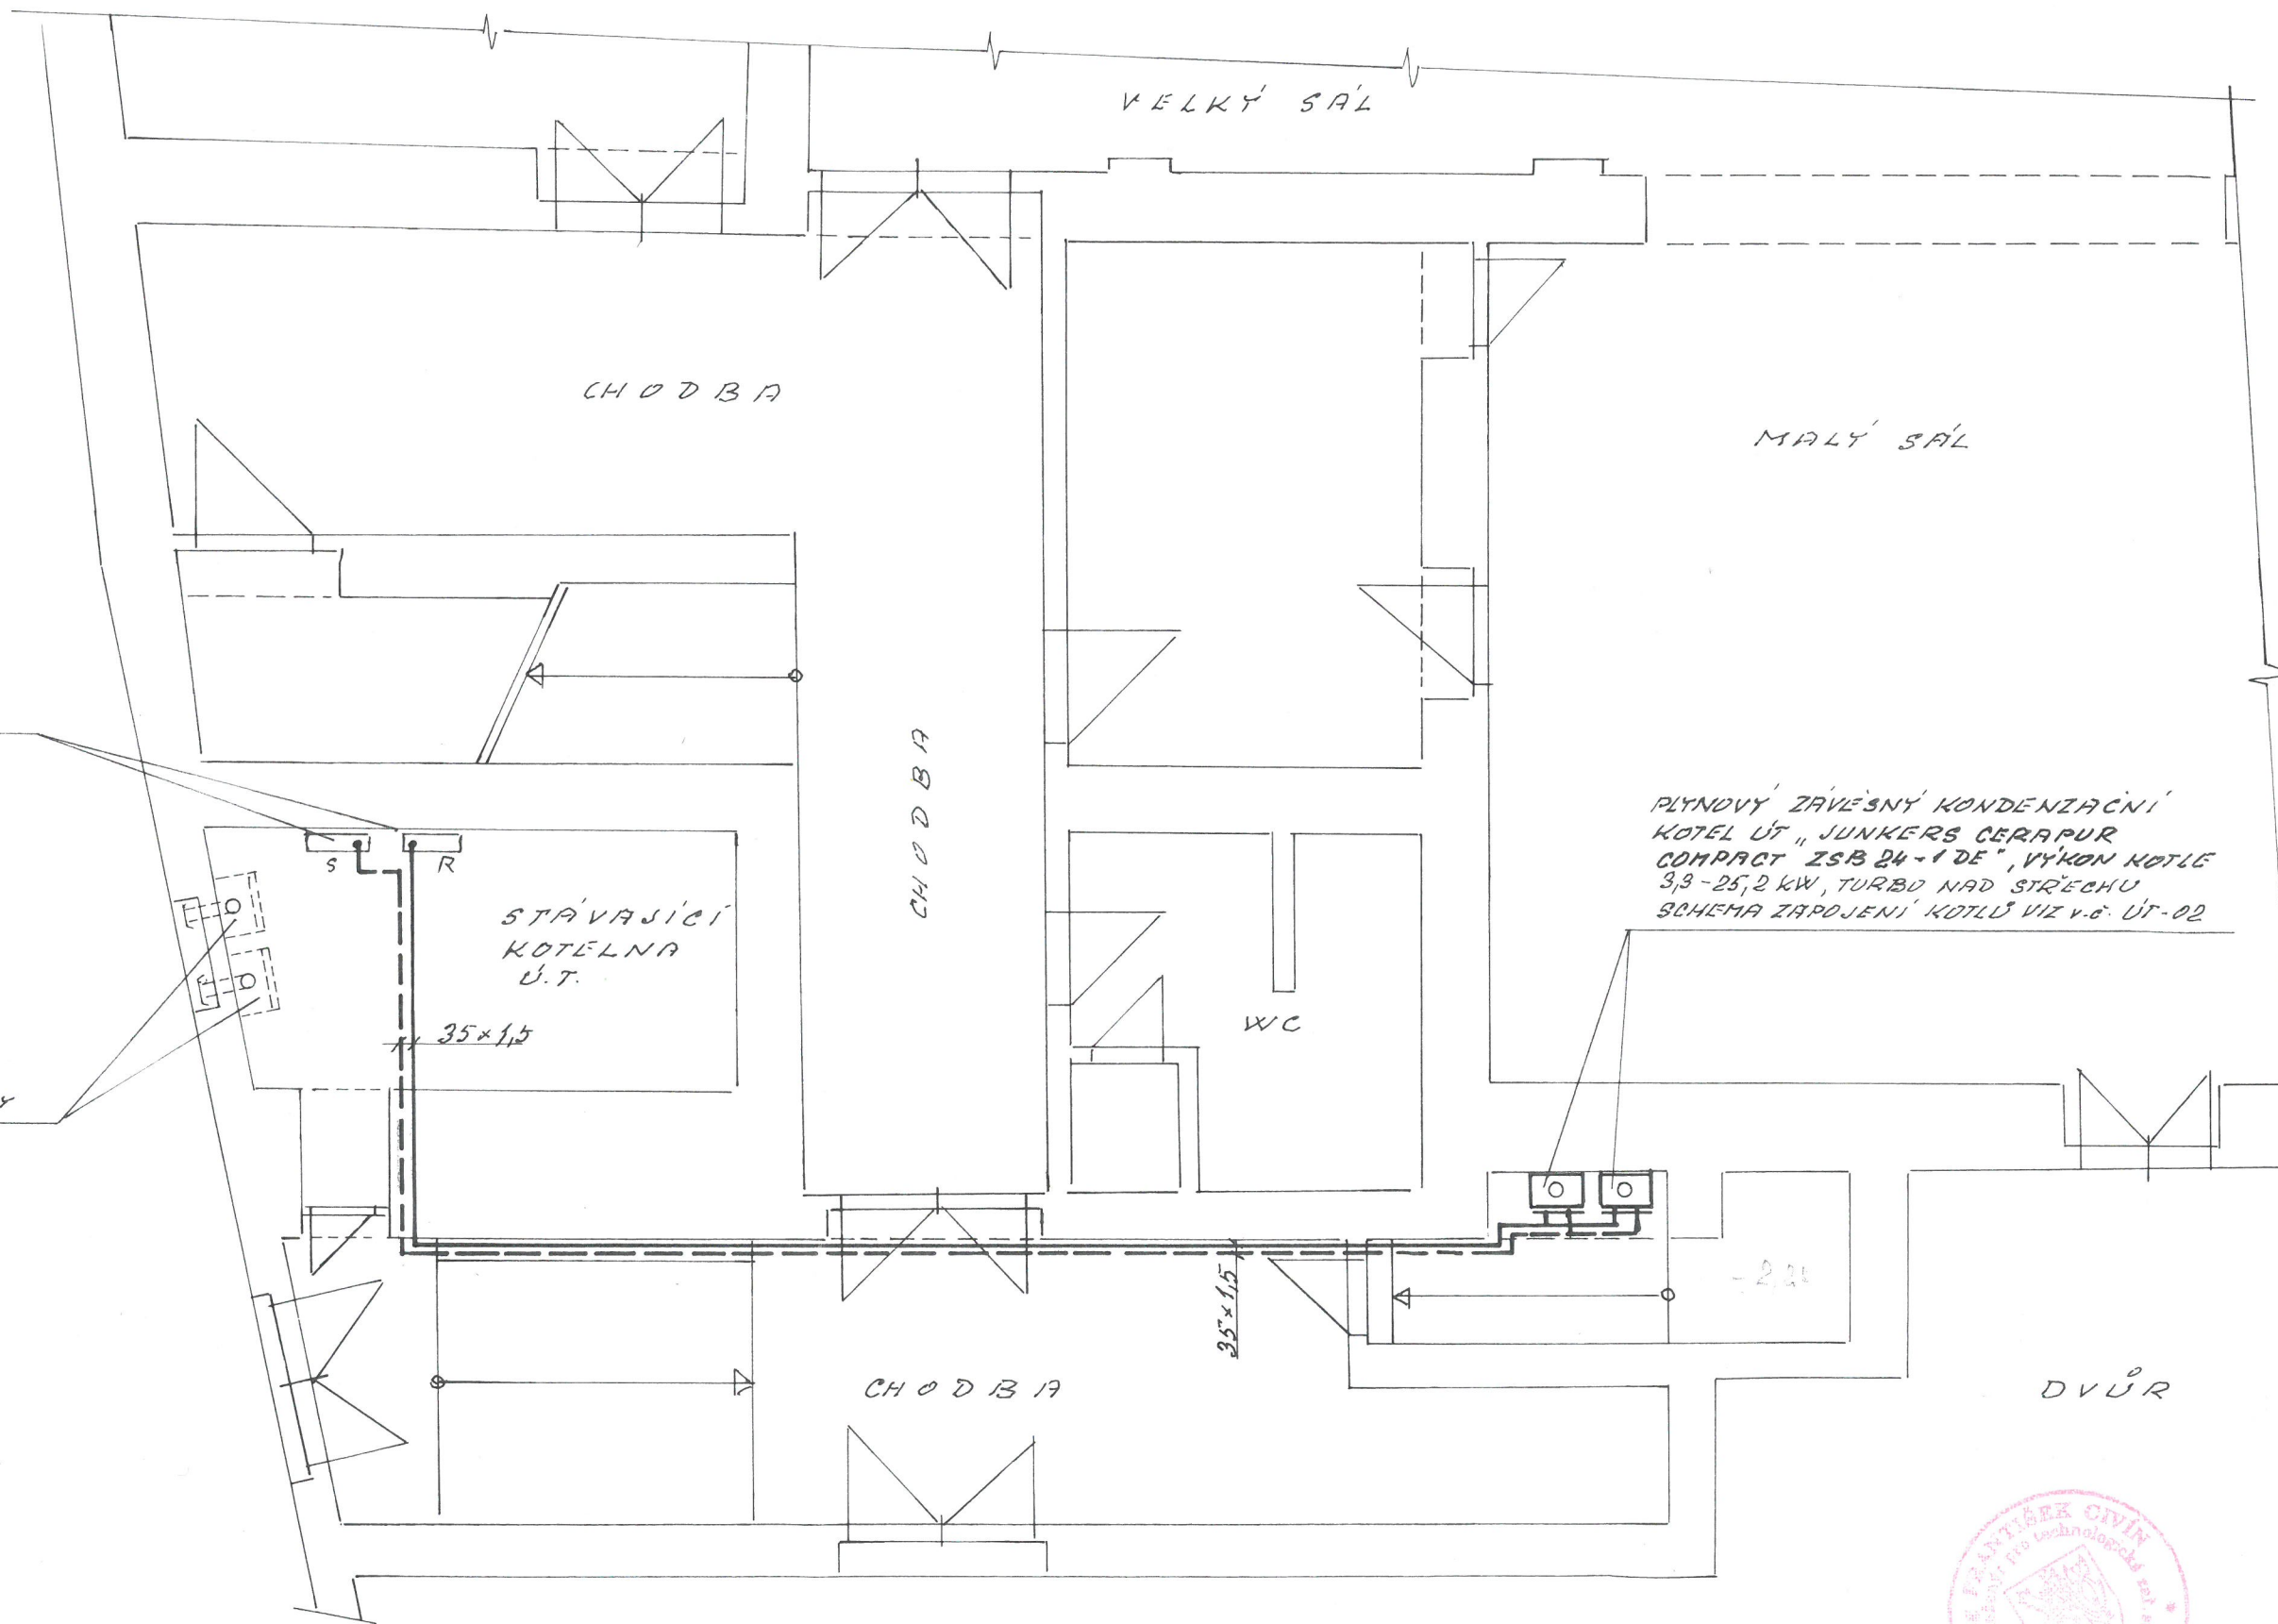 VELKÝ SÁL
CHODBA
MALÝ SÁL
CHODBA
PLYNOVÝ ZÁVĚSNÝ KONDENZAČNÍ
KOTEL ÚT „JUNKERS CERAPUR
COMPACT ZSB 24-1 DE", VÝKON KOTLE
3,3-25,2 KW, TURBO NAD STŘECHU
SCHEMA ZAPOJENÍ KOTLŮ VIZ v.č. ÚT-02
S
R
STÁVAJÍCÍ
KOTELNA
Ú.T.
35×1,5
WC
35×1,5
CHODBA
DVŮR
FRANTIŠEK CIVÍN
pro technologická